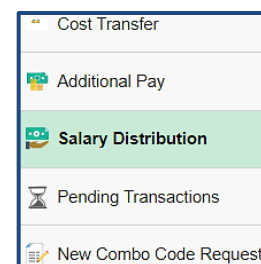 Cost Transfer
Additional Pay
Salary Distribution
Pending Transactions
New Combo Code Request